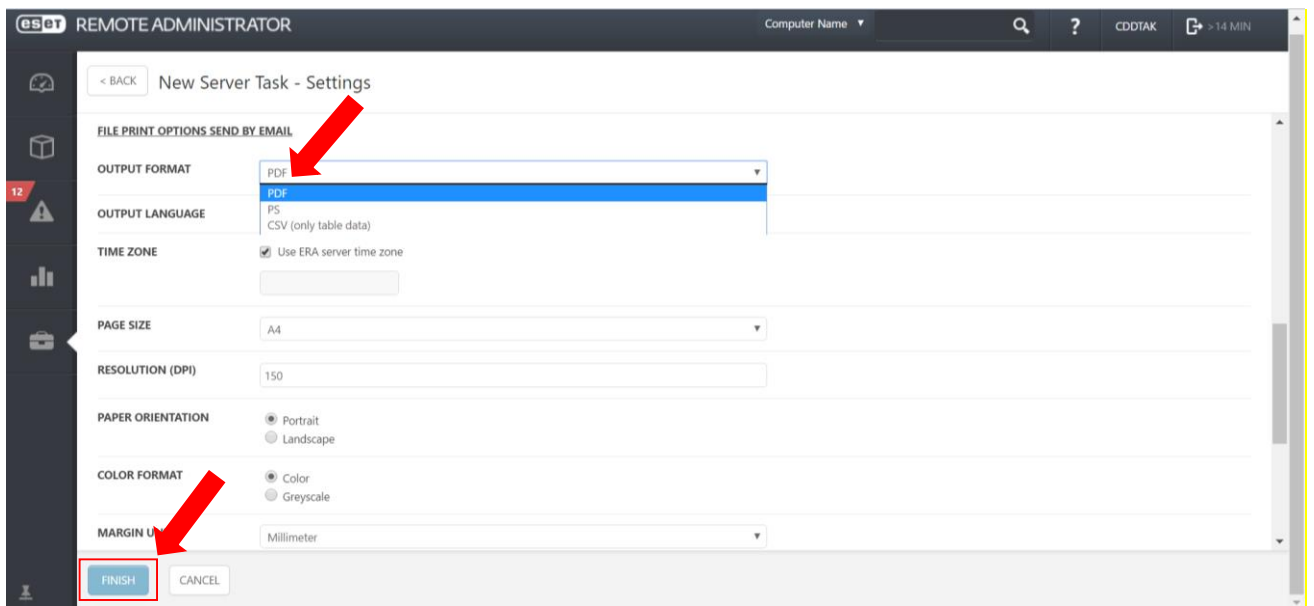 eset REMOTE ADMINISTRATOR Computer Name ▼ ? CDDTAK >14 MIN
< BACK New Server Task - Settings
FILE PRINT OPTIONS SEND BY EMAIL
OUTPUT FORMAT PDF
PDF
12
OUTPUT LANGUAGE PS
CSV (only table data)
TIME ZONE Use ERA server time zone
PAGE SIZE A4
RESOLUTION (DPI) 150
PAPER ORIENTATION Portrait
Landscape
COLOR FORMAT Color
Greyscale
MARGIN Millimeter
FINISH CANCEL